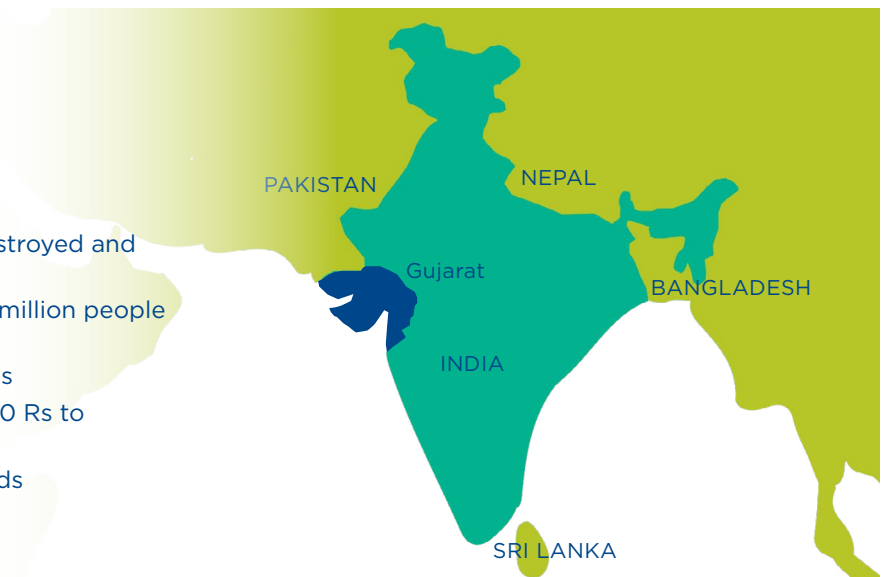 PAKISTAN
NEPAL
stroyed and
Gujarat
BANGLADESH
million people
INDIA
s
0 Rs to
ds
SRI LANKA